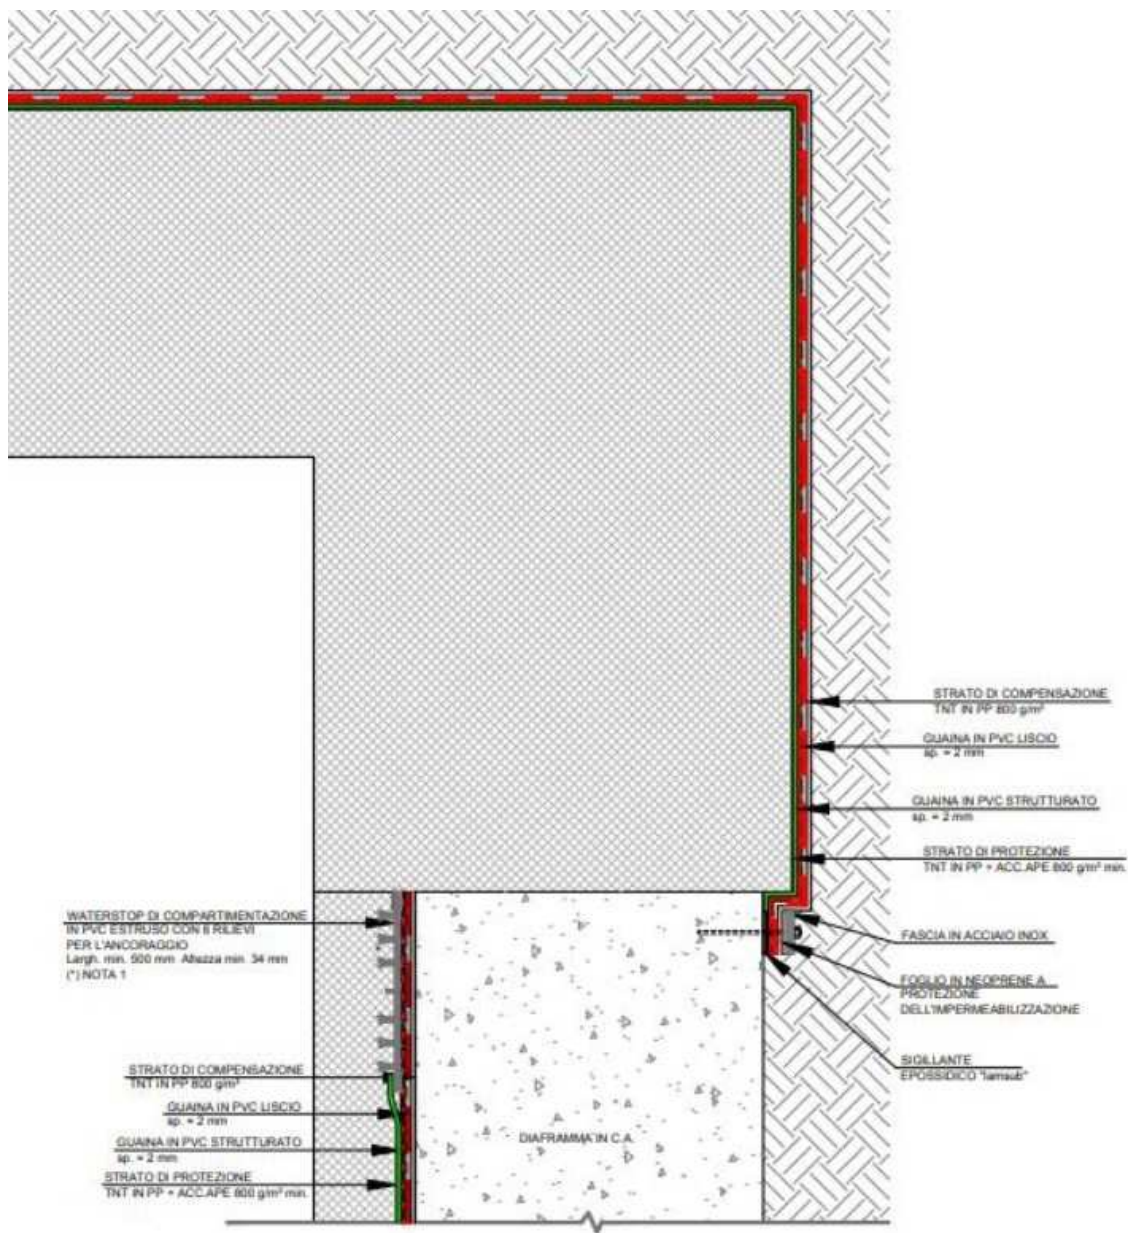 STRATO DI COMPENSAZIONE
TNT IN PP 800 g/m²
GUAINA IN PVC LISCIO
sp. = 2 mm
GUAINA IN PVC STRUTTURATO
sp. = 2 mm
STRATO DI PROTEZIONE
TNT IN PP + ACC.APE 800 g/m² min.
WATERSTOP DI COMPARTIMENTAZIONE
IN PVC ESTRUSO CON 6 RILIEVI
PER L'ANCORAGGIO
Largh. min. 500 mm Altezza min. 34 mm
(*) NOTA 1
FASCIA IN ACCIAIO INOX
FOGLIO IN NEOPRENE A
PROTEZIONE
DELL'IMPERMEABILIZZAZIONE
SIGILLANTE
EPOSSIDICO "lamsub"
STRATO DI COMPENSAZIONE
TNT IN PP 800 g/m²
GUAINA IN PVC LISCIO
sp. = 2 mm
GUAINA IN PVC STRUTTURATO
sp. = 2 mm
STRATO DI PROTEZIONE
TNT IN PP + ACC.APE 800 g/m² min.
DIAFRAMMA IN C.A.